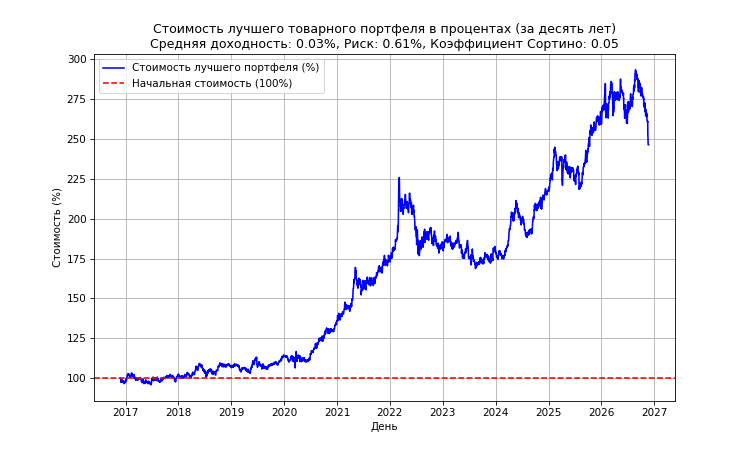 Стоимость лучшего товарного портфеля в процентах (за десять лет)
Средняя доходность: 0.03%, Риск: 0.61%, Коэффициент Сортино: 0.05
Стоимость лучшего портфеля (%)
Начальная стоимость (100%)
Стоимость (%)
300
275
250
225
200
175
150
125
100
2017 2018 2019 2020 2021 2022 2023 2024 2025 2026 2027
День